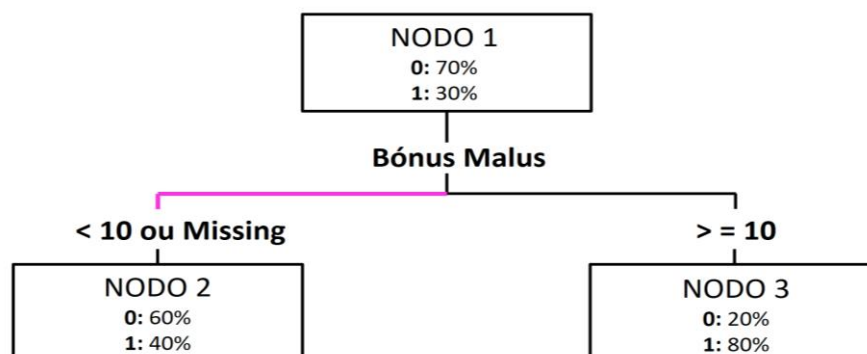 NODO 1
0: 70%
1: 30%
Bónus Malus
< 10 ou Missing
> = 10
NODO 2
0: 60%
1: 40%
NODO 3
0: 20%
1: 80%